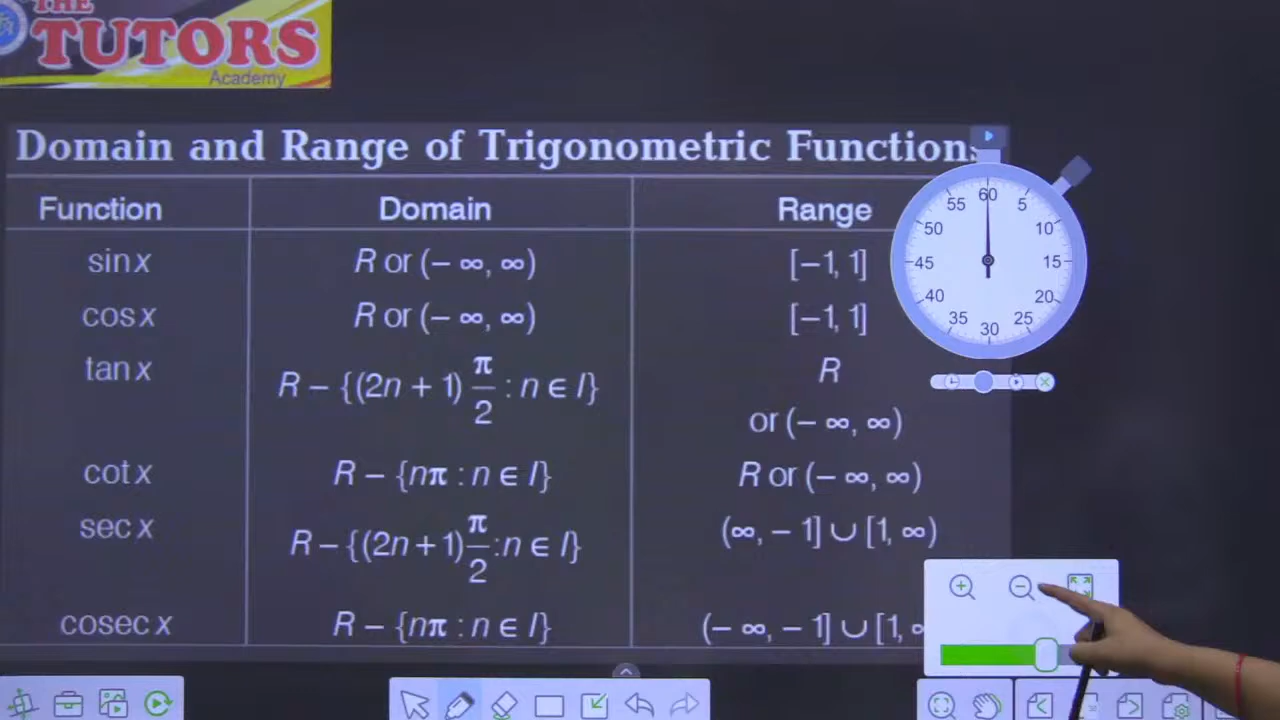 THE
TUTORS
Academy
Domain and Range of Trigonometric Functions
Function Domain Range
sin x R or (– ∞, ∞) [–1, 1]
cos x R or (– ∞, ∞) [–1, 1]
tan x R – {(2n + 1) π/2 : n ∈ I} R
or (– ∞, ∞)
cot x R – {nπ : n ∈ I} R or (– ∞, ∞)
sec x R – {(2n + 1) π/2 : n ∈ I} (∞, – 1] ∪ [1, ∞)
cosec x R – {nπ : n ∈ I} (– ∞, – 1] ∪ [1, ∞
60
55 5
50 10
45 15
40 20
35 25
30